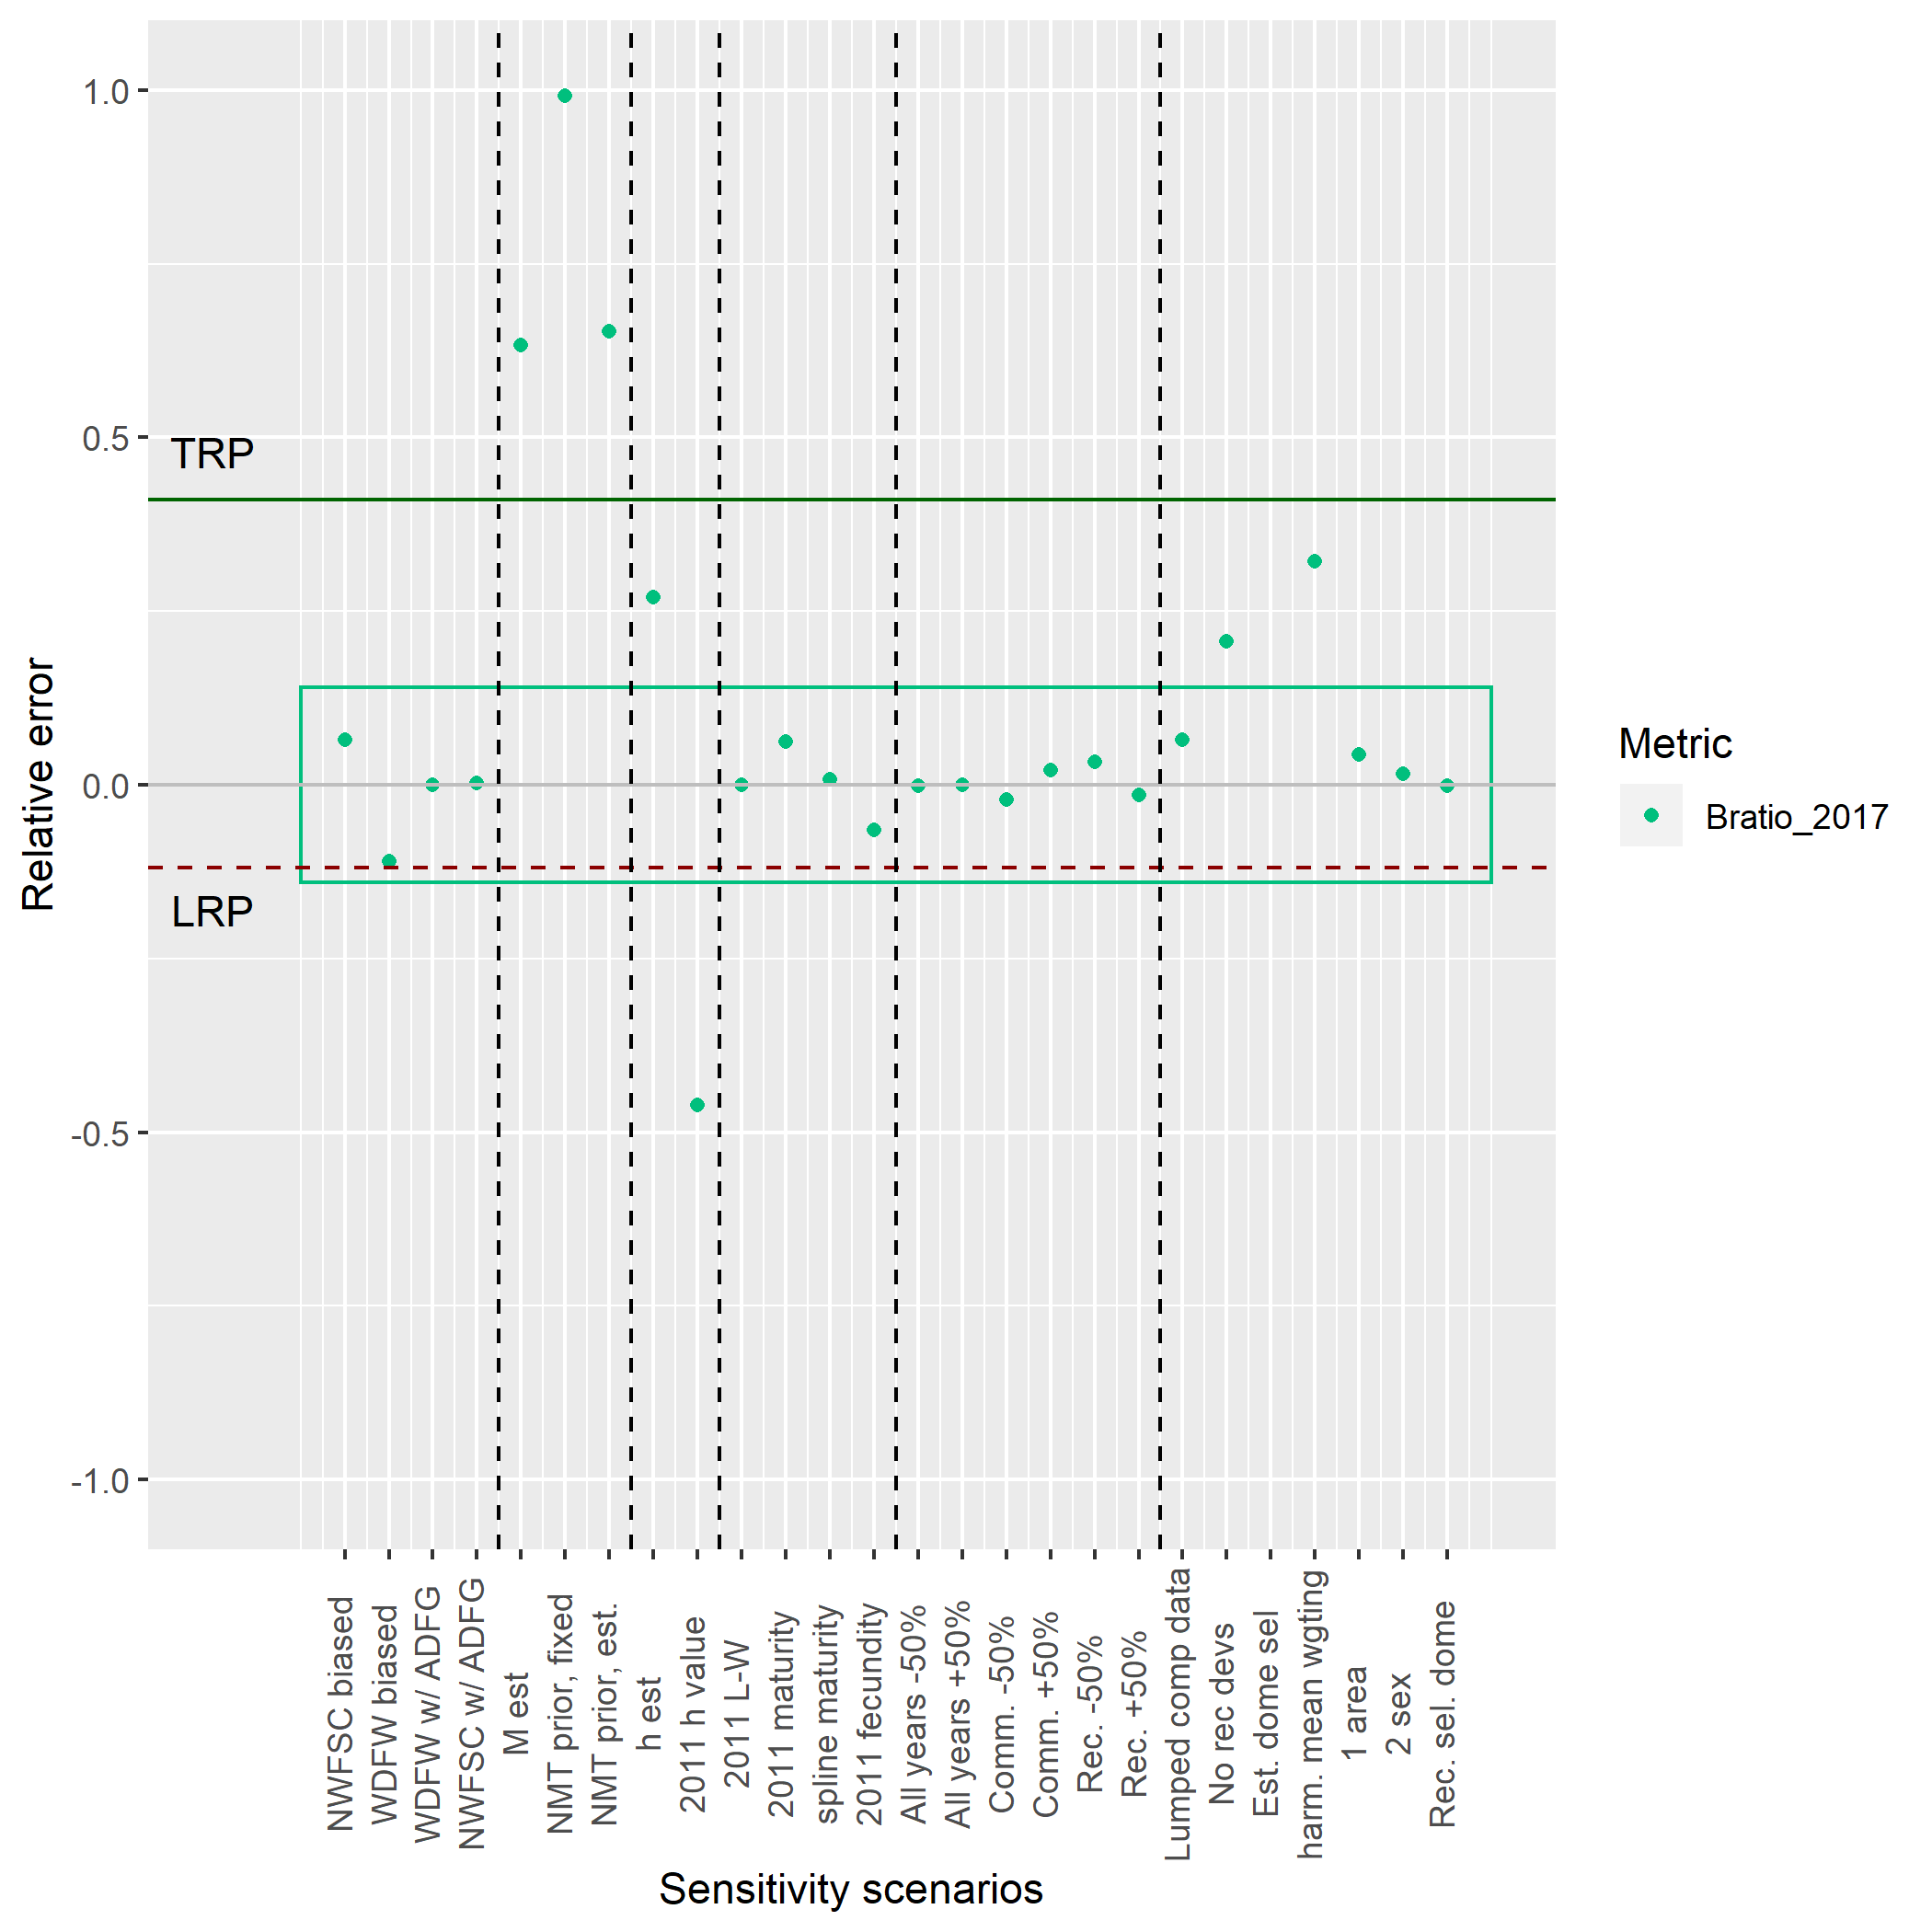 1.0
0.5
0.0
-0.5
-1.0
Relative error
TRP
LRP
Metric
Bratio_2017
NWFSC biased
WDFW biased
WDFW w/ ADFG
NWFSC w/ ADFG
M est
NMT prior, fixed
NMT prior, est.
h est
2011 h value
2011 L-W
2011 maturity
spline maturity
2011 fecundity
All years -50%
All years +50%
Comm. -50%
Comm. +50%
Rec. -50%
Rec. +50%
Lumped comp data
No rec devs
Est. dome sel
harm. mean wgting
1 area
2 sex
Rec. sel. dome
Sensitivity scenarios